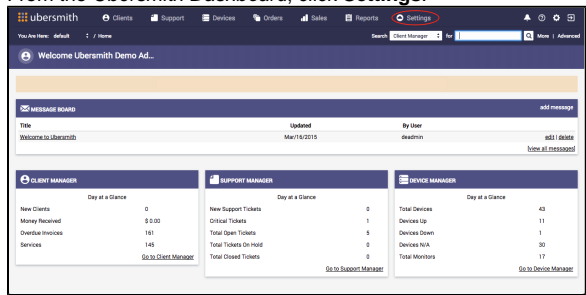 From the Ubersmith Dashboard, click Settings.
ubersmith Clients Support Devices Orders Sales Reports Settings
You Are Here: default / Home Search Client Manager for More | Advanced
Welcome Ubersmith Demo Ad...
MESSAGE BOARD add message
Title Updated By User
Welcome to Ubersmith Mar/16/2015 deadmin edit | delete
[view all messages]
CLIENT MANAGER SUPPORT MANAGER DEVICE MANAGER
Day at a Glance Day at a Glance Day at a Glance
New Clients 0 New Support Tickets 0 Total Devices 43
Money Received $ 0.00 Critical Tickets 1 Devices Up 11
Overdue Invoices 161 Total Open Tickets 5 Devices Down 1
Services 145 Total Tickets On Hold 0 Devices N/A 30
Go to Client Manager Total Closed Tickets 0 Total Monitors 17
Go to Support Manager Go to Device Manager